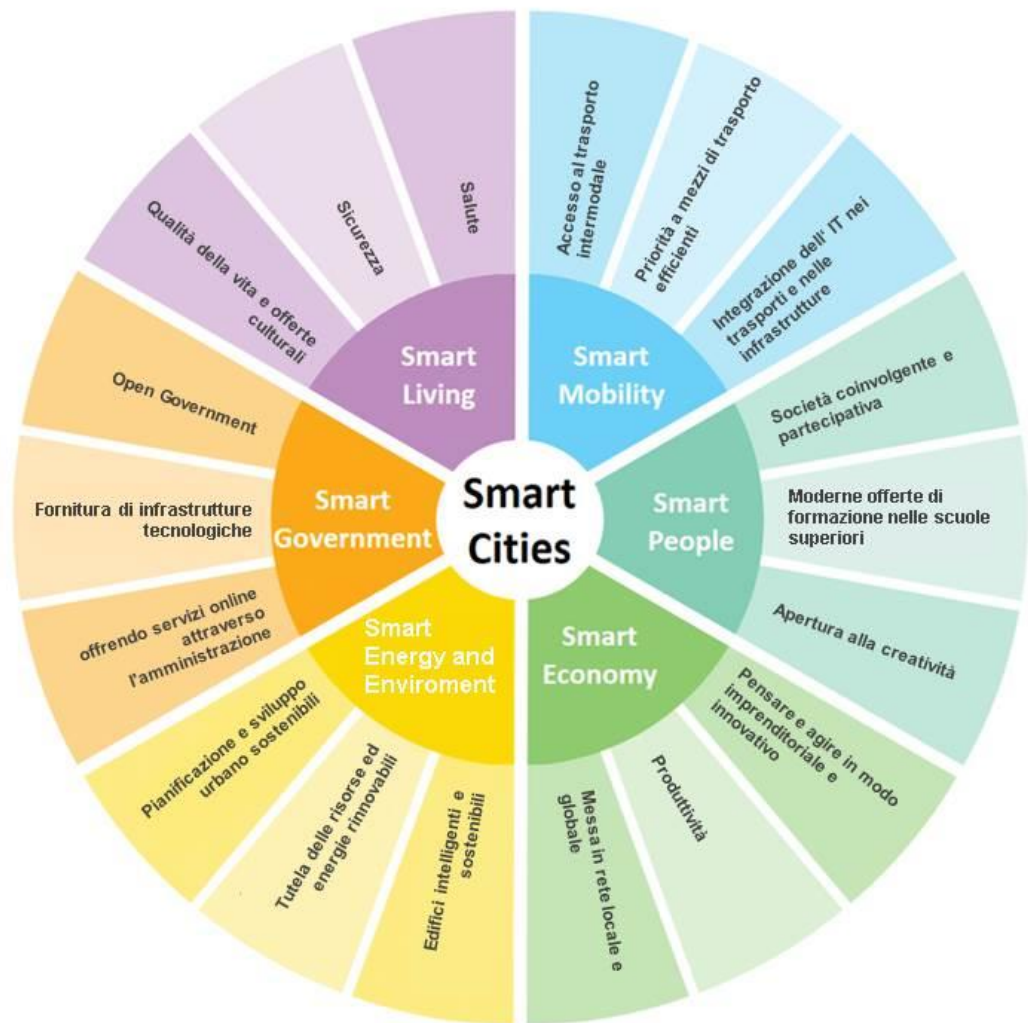 Smart
Cities
Smart
Mobility
Accesso al trasporto
intermodale
Priorità a mezzi di trasporto
efficienti
Integrazione dell' IT nei
trasporti e nelle
infrastrutture
Smart
People
Società coinvolgente e
partecipativa
Moderne offerte di
formazione nelle scuole
superiori
Apertura alla creatività
Smart
Economy
Pensare e agire in modo
imprenditoriale e
innovativo
Produttività
Messa in rete locale e
globale
Smart
Energy and
Enviroment
Edifici intelligenti e
sostenibili
Tutela delle risorse ed
energie rinnovabili
Pianificazione e sviluppo
urbano sostenibili
Smart
Government
offrendo servizi online
attraverso
l'amministrazione
Fornitura di infrastrutture
tecnologiche
Open Government
Smart
Living
Qualità della vita e offerte
culturali
Sicurezza
Salute